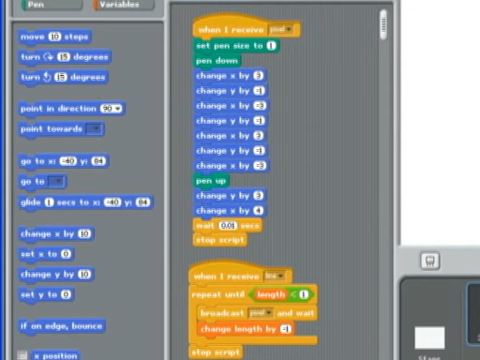 Pen
Variables
move 10 steps
turn 15 degrees
turn 15 degrees
point in direction 90
point towards
go to x: -40 y: 84
go to
glide 1 secs to x: -40 y: 84
change x by 10
set x to 0
change y by 10
set y to 0
if on edge, bounce
x position
when I receive pixel
set pen size to 1
pen down
change x by 3
change y by -1
change x by -3
change y by -1
change x by 3
change y by -1
change x by -3
pen up
change y by 3
change x by 4
wait 0.01 secs
stop script
when I receive line
repeat until length < 1
broadcast pixel and wait
change length by -1
stop script
Stage